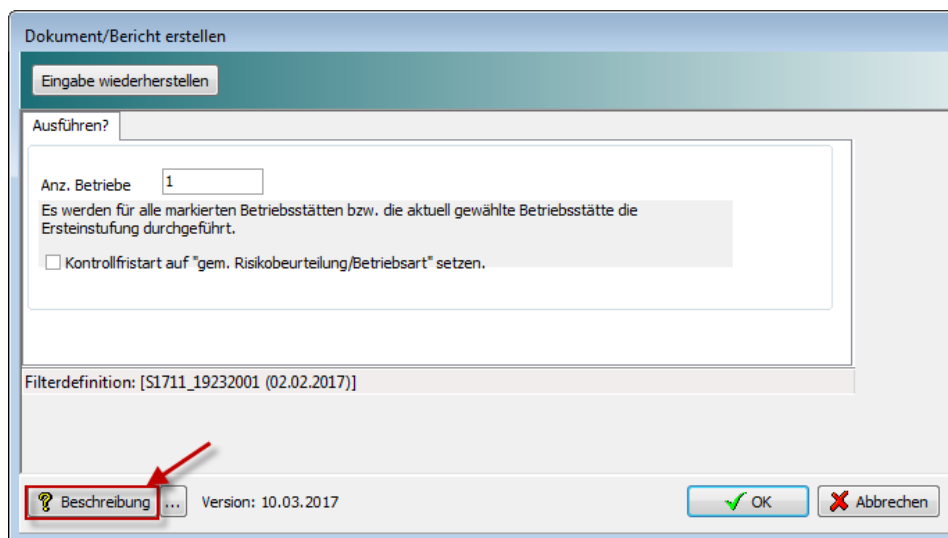 Dokument/Bericht erstellen
Eingabe wiederherstellen
Ausführen?
Anz. Betriebe 1
Es werden für alle markierten Betriebsstätten bzw. die aktuell gewählte Betriebsstätte die
Ersteinstufung durchgeführt.
Kontrollfristart auf "gem. Risikobeurteilung/Betriebsart" setzen.
Filterdefinition: [S1711_19232001 (02.02.2017)]
? Beschreibung ... Version: 10.03.2017 OK Abbrechen